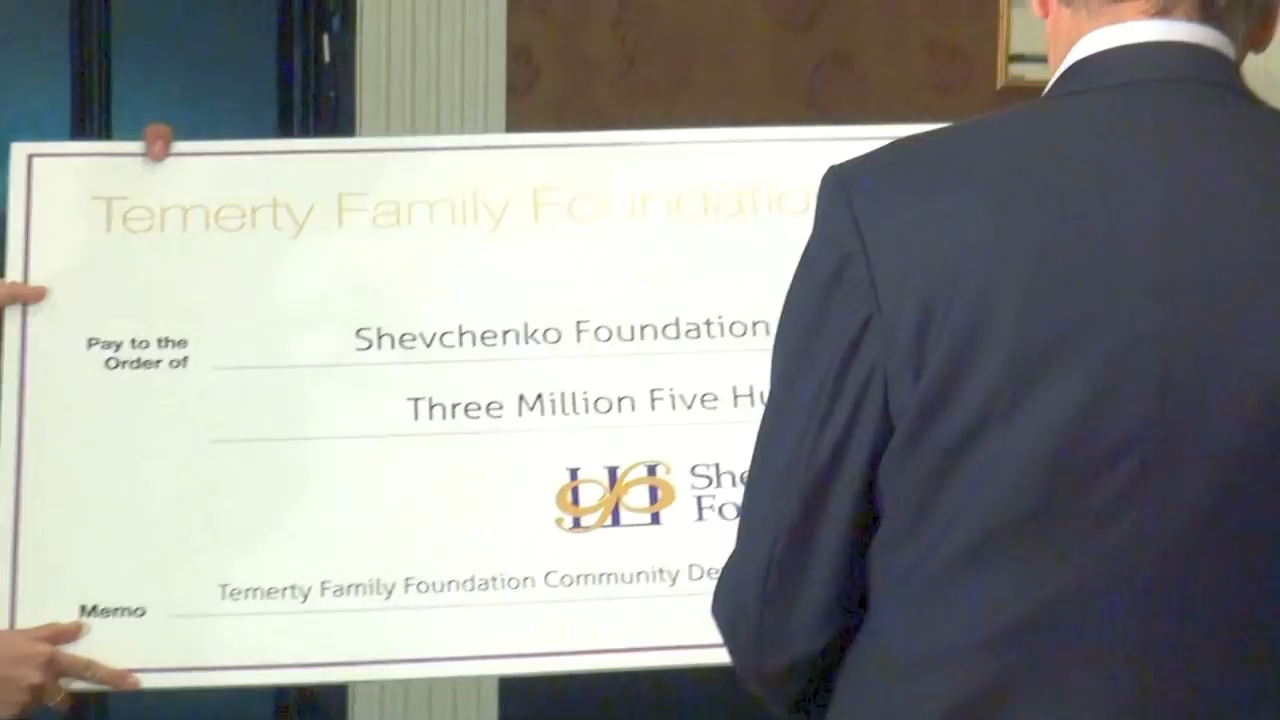 Temerty Family Foundatio
Pay to the
Order of
Shevchenko Foundation
Three Million Five Hu
She
Fo
Memo
Temerty Family Foundation Community De